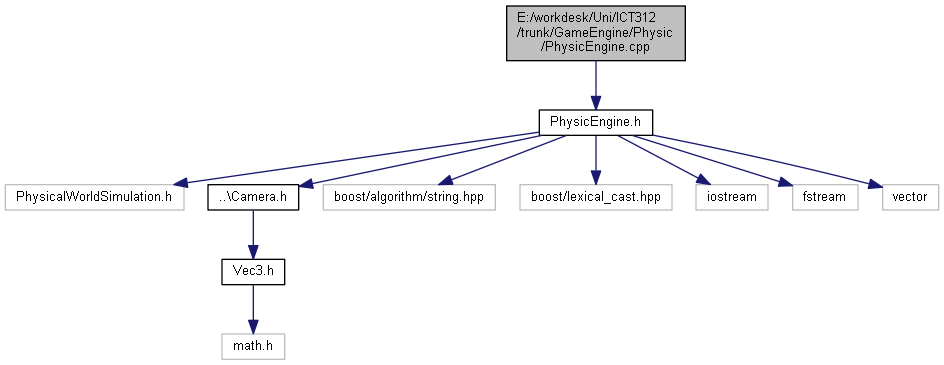 E:/workdesk/Uni/ICT312
/trunk/GameEngine/Physic
/PhysicEngine.cpp
PhysicEngine.h
PhysicalWorldSimulation.h
..\Camera.h
boost/algorithm/string.hpp
boost/lexical_cast.hpp
iostream
fstream
vector
Vec3.h
math.h